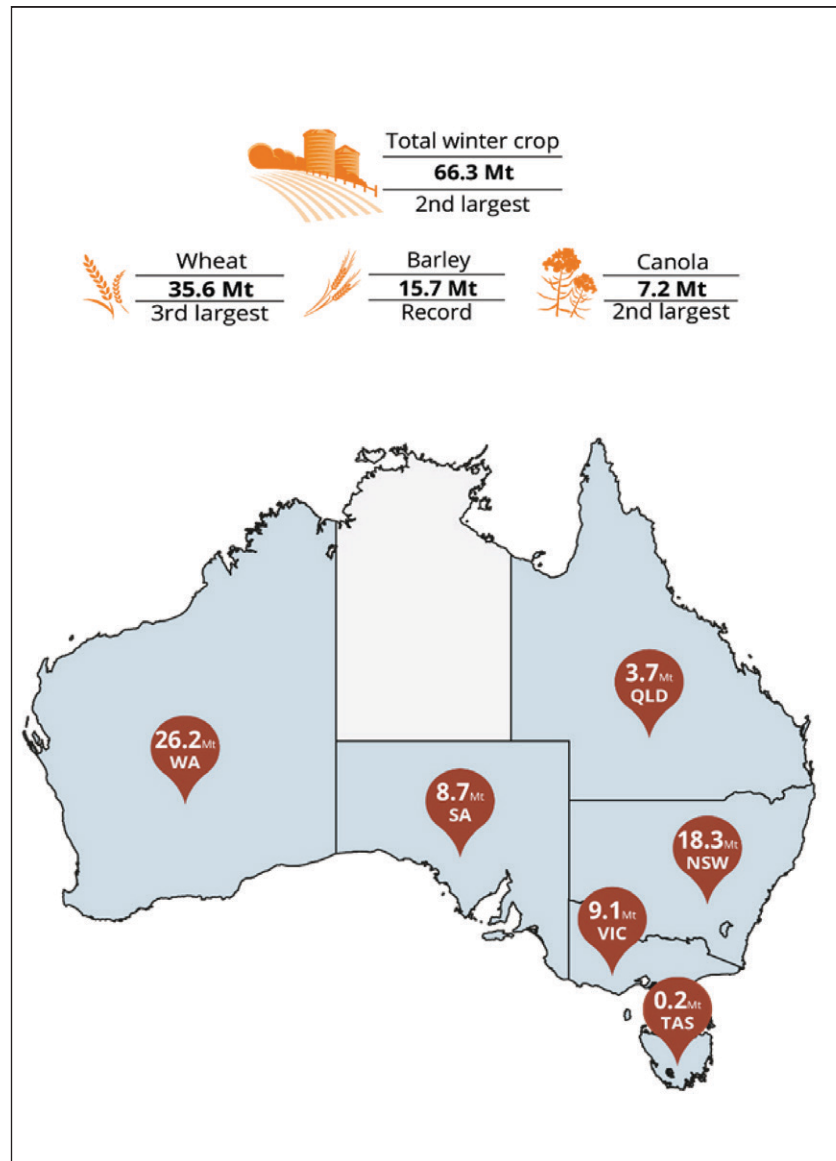 Total winter crop
66.3 Mt
2nd largest
Wheat
35.6 Mt
3rd largest
Barley
15.7 Mt
Record
Canola
7.2 Mt
2nd largest
3.7Mt
QLD
26.2Mt
WA
8.7Mt
SA
18.3Mt
NSW
9.1Mt
VIC
0.2Mt
TAS